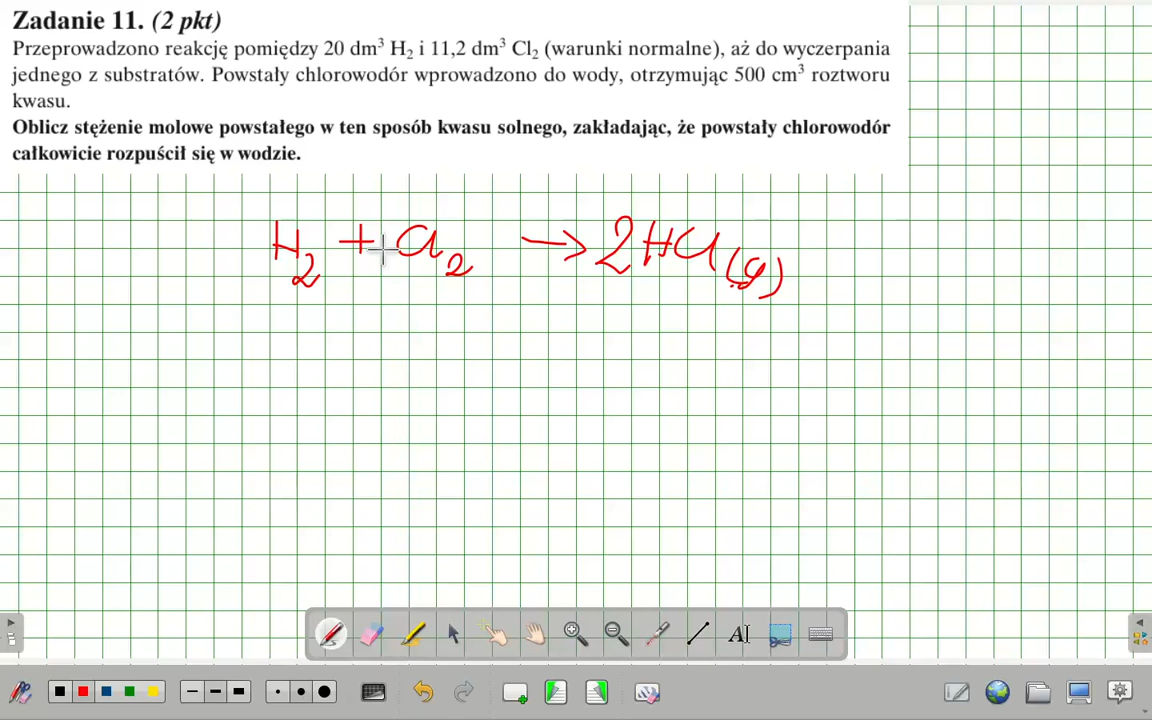 Zadanie 11. (2 pkt)
Przeprowadzono reakcję pomiędzy 20 dm³ H₂ i 11,2 dm³ Cl₂ (warunki normalne), aż do wyczerpania
jednego z substratów. Powstały chlorowodór wprowadzono do wody, otrzymując 500 cm³ roztworu
kwasu.
Oblicz stężenie molowe powstałego w ten sposób kwasu solnego, zakładając, że powstały chlorowodór
całkowicie rozpuścił się w wodzie.
H₂ + Cl₂ → 2HCl(g)